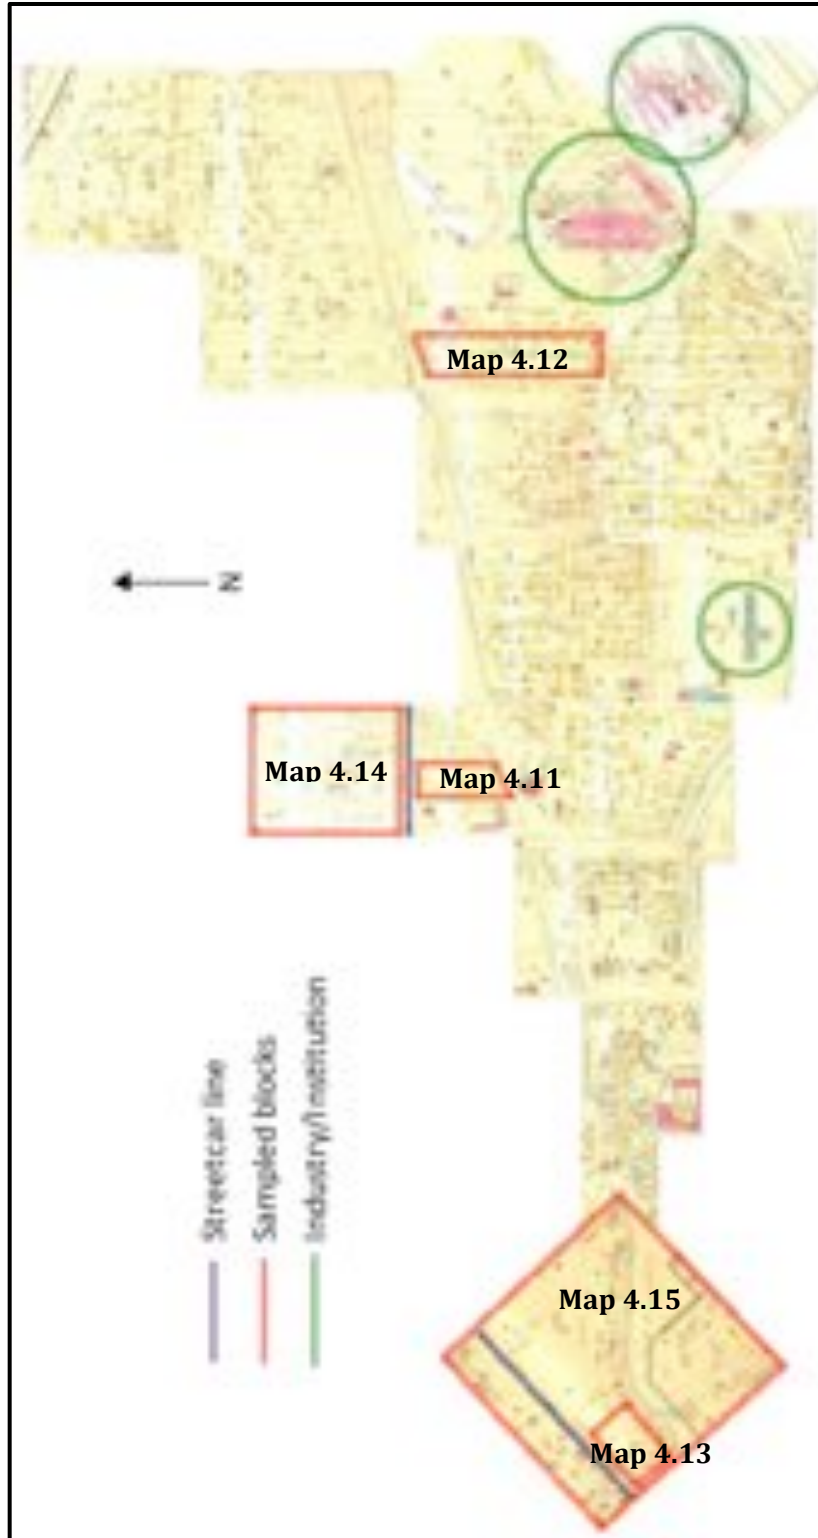 Map 4.12
N
Map 4.14
Map 4.11
Streetcar line
Sampled blocks
Industry/Institution
Map 4.15
Map 4.13